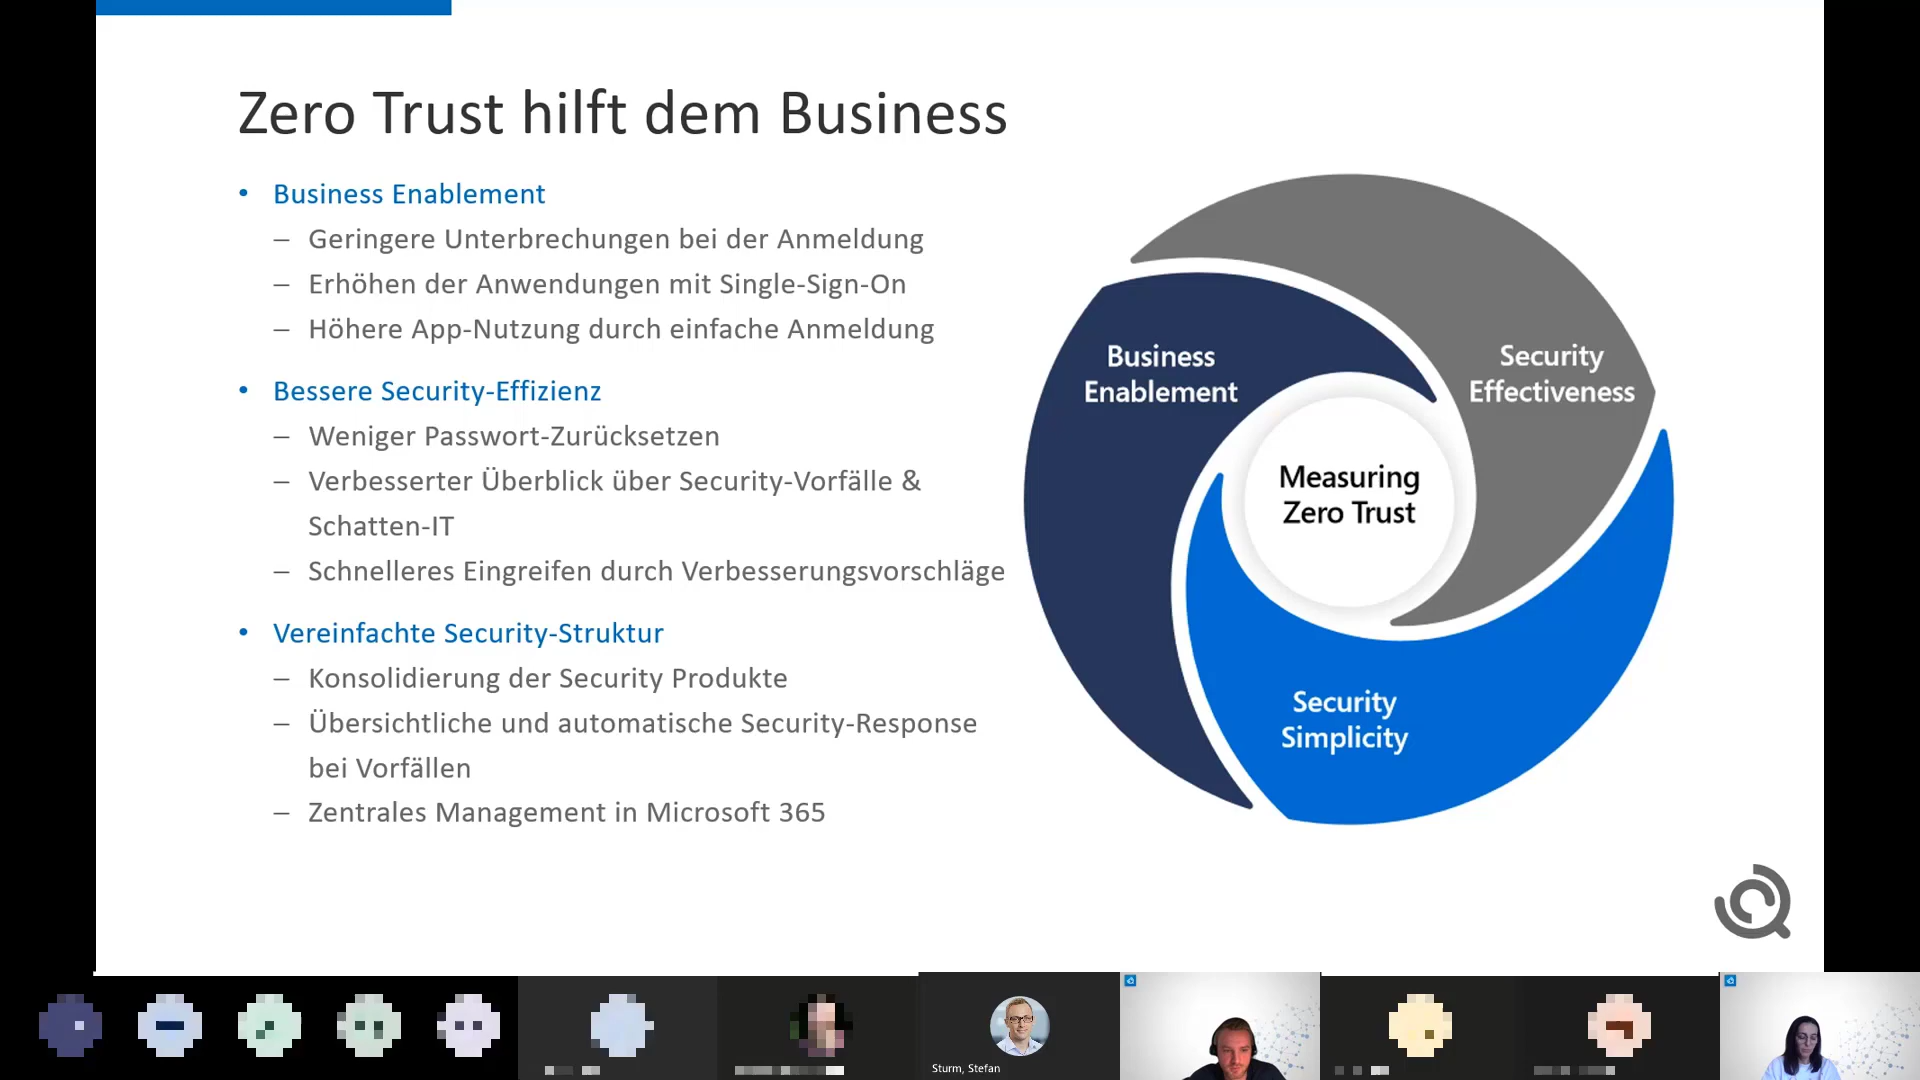 Zero Trust hilft dem Business
• Business Enablement
– Geringere Unterbrechungen bei der Anmeldung
– Erhöhen der Anwendungen mit Single-Sign-On
– Höhere App-Nutzung durch einfache Anmeldung
• Bessere Security-Effizienz
– Weniger Passwort-Zurücksetzen
– Verbesserter Überblick über Security-Vorfälle &
Schatten-IT
– Schnelleres Eingreifen durch Verbesserungsvorschläge
• Vereinfachte Security-Struktur
– Konsolidierung der Security Produkte
– Übersichtliche und automatische Security-Response
bei Vorfällen
– Zentrales Management in Microsoft 365
Business
Enablement
Security
Effectiveness
Measuring
Zero Trust
Security
Simplicity
Sturm, Stefan